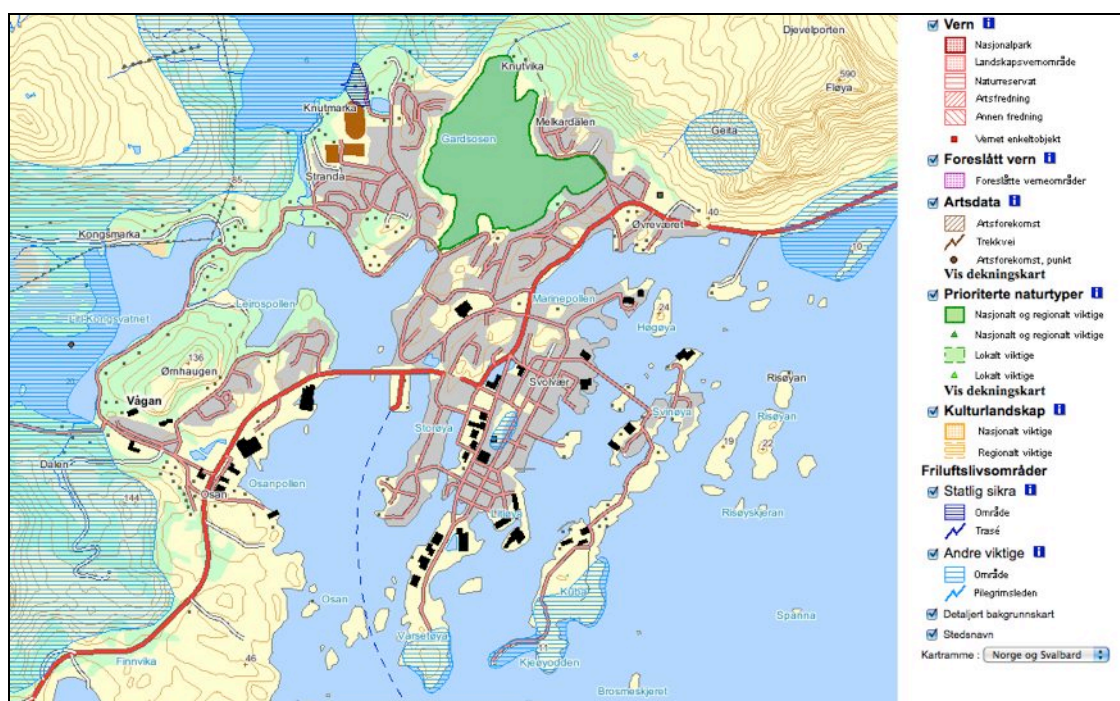 Djevelporten
590
Fløya
Knutvika
6
Knutmarka
Gardsosen
Melkardalen
Geita
Stranda
65
40
Øvreværet
Kongsmarka
10
Leirospollen
Marinepollen
24
Høgøya
136
Ørnhaugen
Svolvær
Risøyan
Vågan
Svinøya
Risøyan
Storøya
19
22
Dalen
144
Osan
Osanpollen
Lilløya
Risøyskjeran
Kuba
Osan
Spanna
11
Varsetøya
Kjeøyodden
Finnvika
46
Brosmeskjeret
Vern i
Nasjonalpark
Landskapsvernområde
Naturreservat
Artsfredning
Annen fredning
Vernet enkeltobjekt
Foreslått vern i
Foreslåtte verneområder
Artsdata i
Artsforekomst
Trekkvei
Artsforekomst, punkt
Vis dekningskart
Prioriterte naturtyper i
Nasjonalt og regionalt viktige
Nasjonalt og regionalt viktige
Lokalt viktige
Lokalt viktige
Vis dekningskart
Kulturlandskap i
Nasjonalt viktige
Regionalt viktige
Friluftslivsområder
Statlig sikra i
Område
Trasé
Andre viktige i
Område
Pilegrimsleden
Detaljert bakgrunnskart
Stedsnavn
Kartramme : Norge og Svalbard